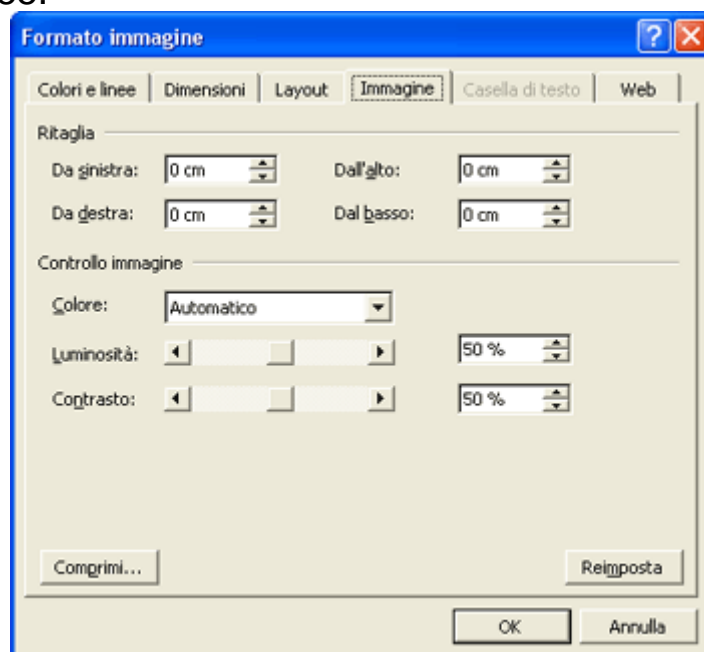 Formato immagine
Colori e linee Dimensioni Layout Immagine Casella di testo Web
Ritaglia
Da sinistra: 0 cm Dall'alto: 0 cm
Da destra: 0 cm Dal basso: 0 cm
Controllo immagine
Colore: Automatico
Luminosità: 50 %
Contrasto: 50 %
Comprimi... Reimposta
OK Annulla